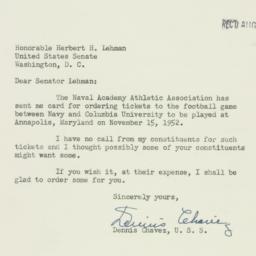 REC'D AUG
Honorable Herbert H. Lehman
United States Senate
Washington, D. C.
Dear Senator Lehman:
The Naval Academy Athletic Association has
sent me card for ordering tickets to the football game
between Navy and Columbia University to be played at
Annapolis, Maryland on November 15, 1952.
I have no call from my constituents for such
tickets and I thought possibly some of your constituents
might want some.
If you wish it, at their expense, I shall be
glad to order some for you.
Sincerely yours,
Dennis Chavez
Dennis Chavez, U. S. S.